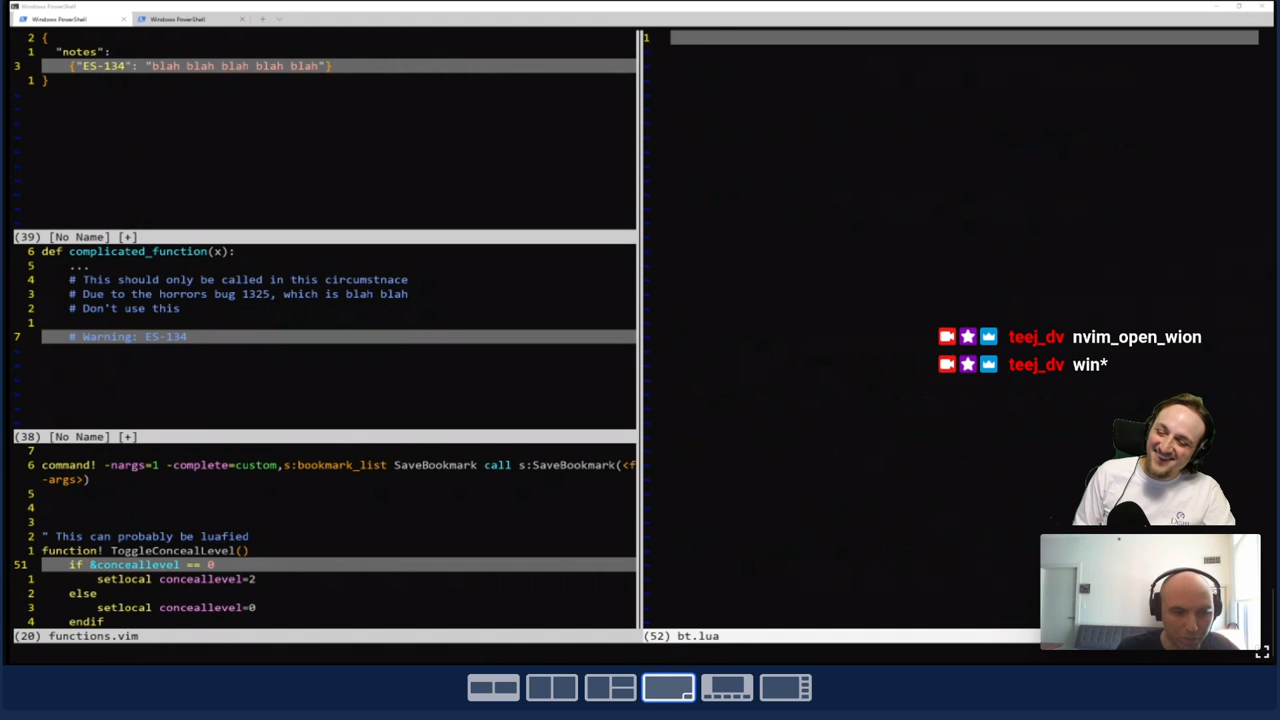 Windows PowerShell
Windows PowerShell
Windows PowerShell
2 {
1 "notes":
3 {"ES-134": "blah blah blah blah blah"}
1 }
(39) [No Name] [+]
6 def complicated_function(x):
5 ...
4 # This should only be called in this circumstnace
3 # Due to the horrors bug 1325, which is blah blah
2 # Don't use this
1
7 # Warning: ES-134
(38) [No Name] [+]
7
6 command! -nargs=1 -complete=custom,s:bookmark_list SaveBookmark call s:SaveBookmark(<f
-args>)
5
4
3
2 " This can probably be luafied
1 function! ToggleConcealLevel()
51 if &conceallevel == 0
1 setlocal conceallevel=2
2 else
3 setlocal conceallevel=0
4 endif
(20) functions.vim
1
(52) bt.lua
teej_dv nvim_open_wion
teej_dv win*